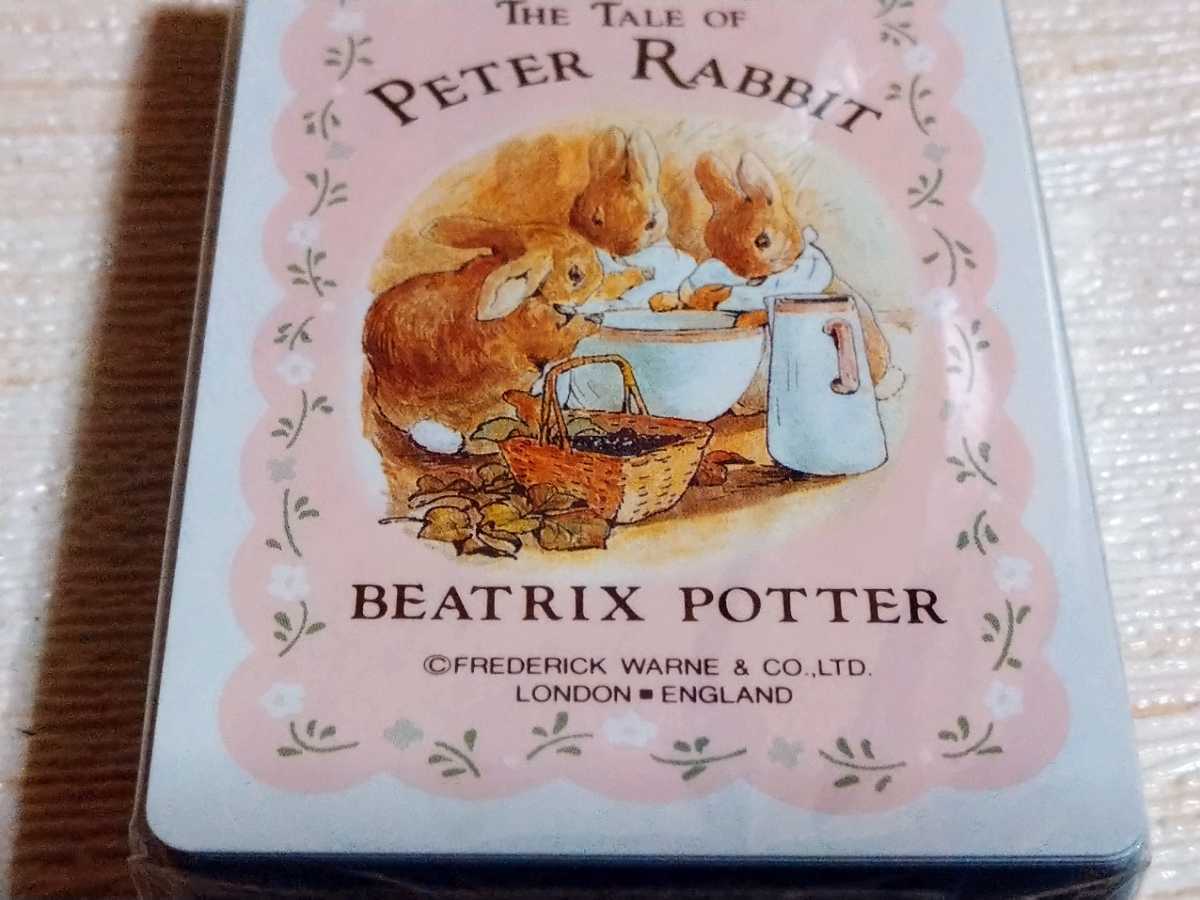 THE TALE OF
PETER RABBIT
BEATRIX POTTER
©FREDERICK WARNE & CO.,LTD.
LONDON ■ ENGLAND